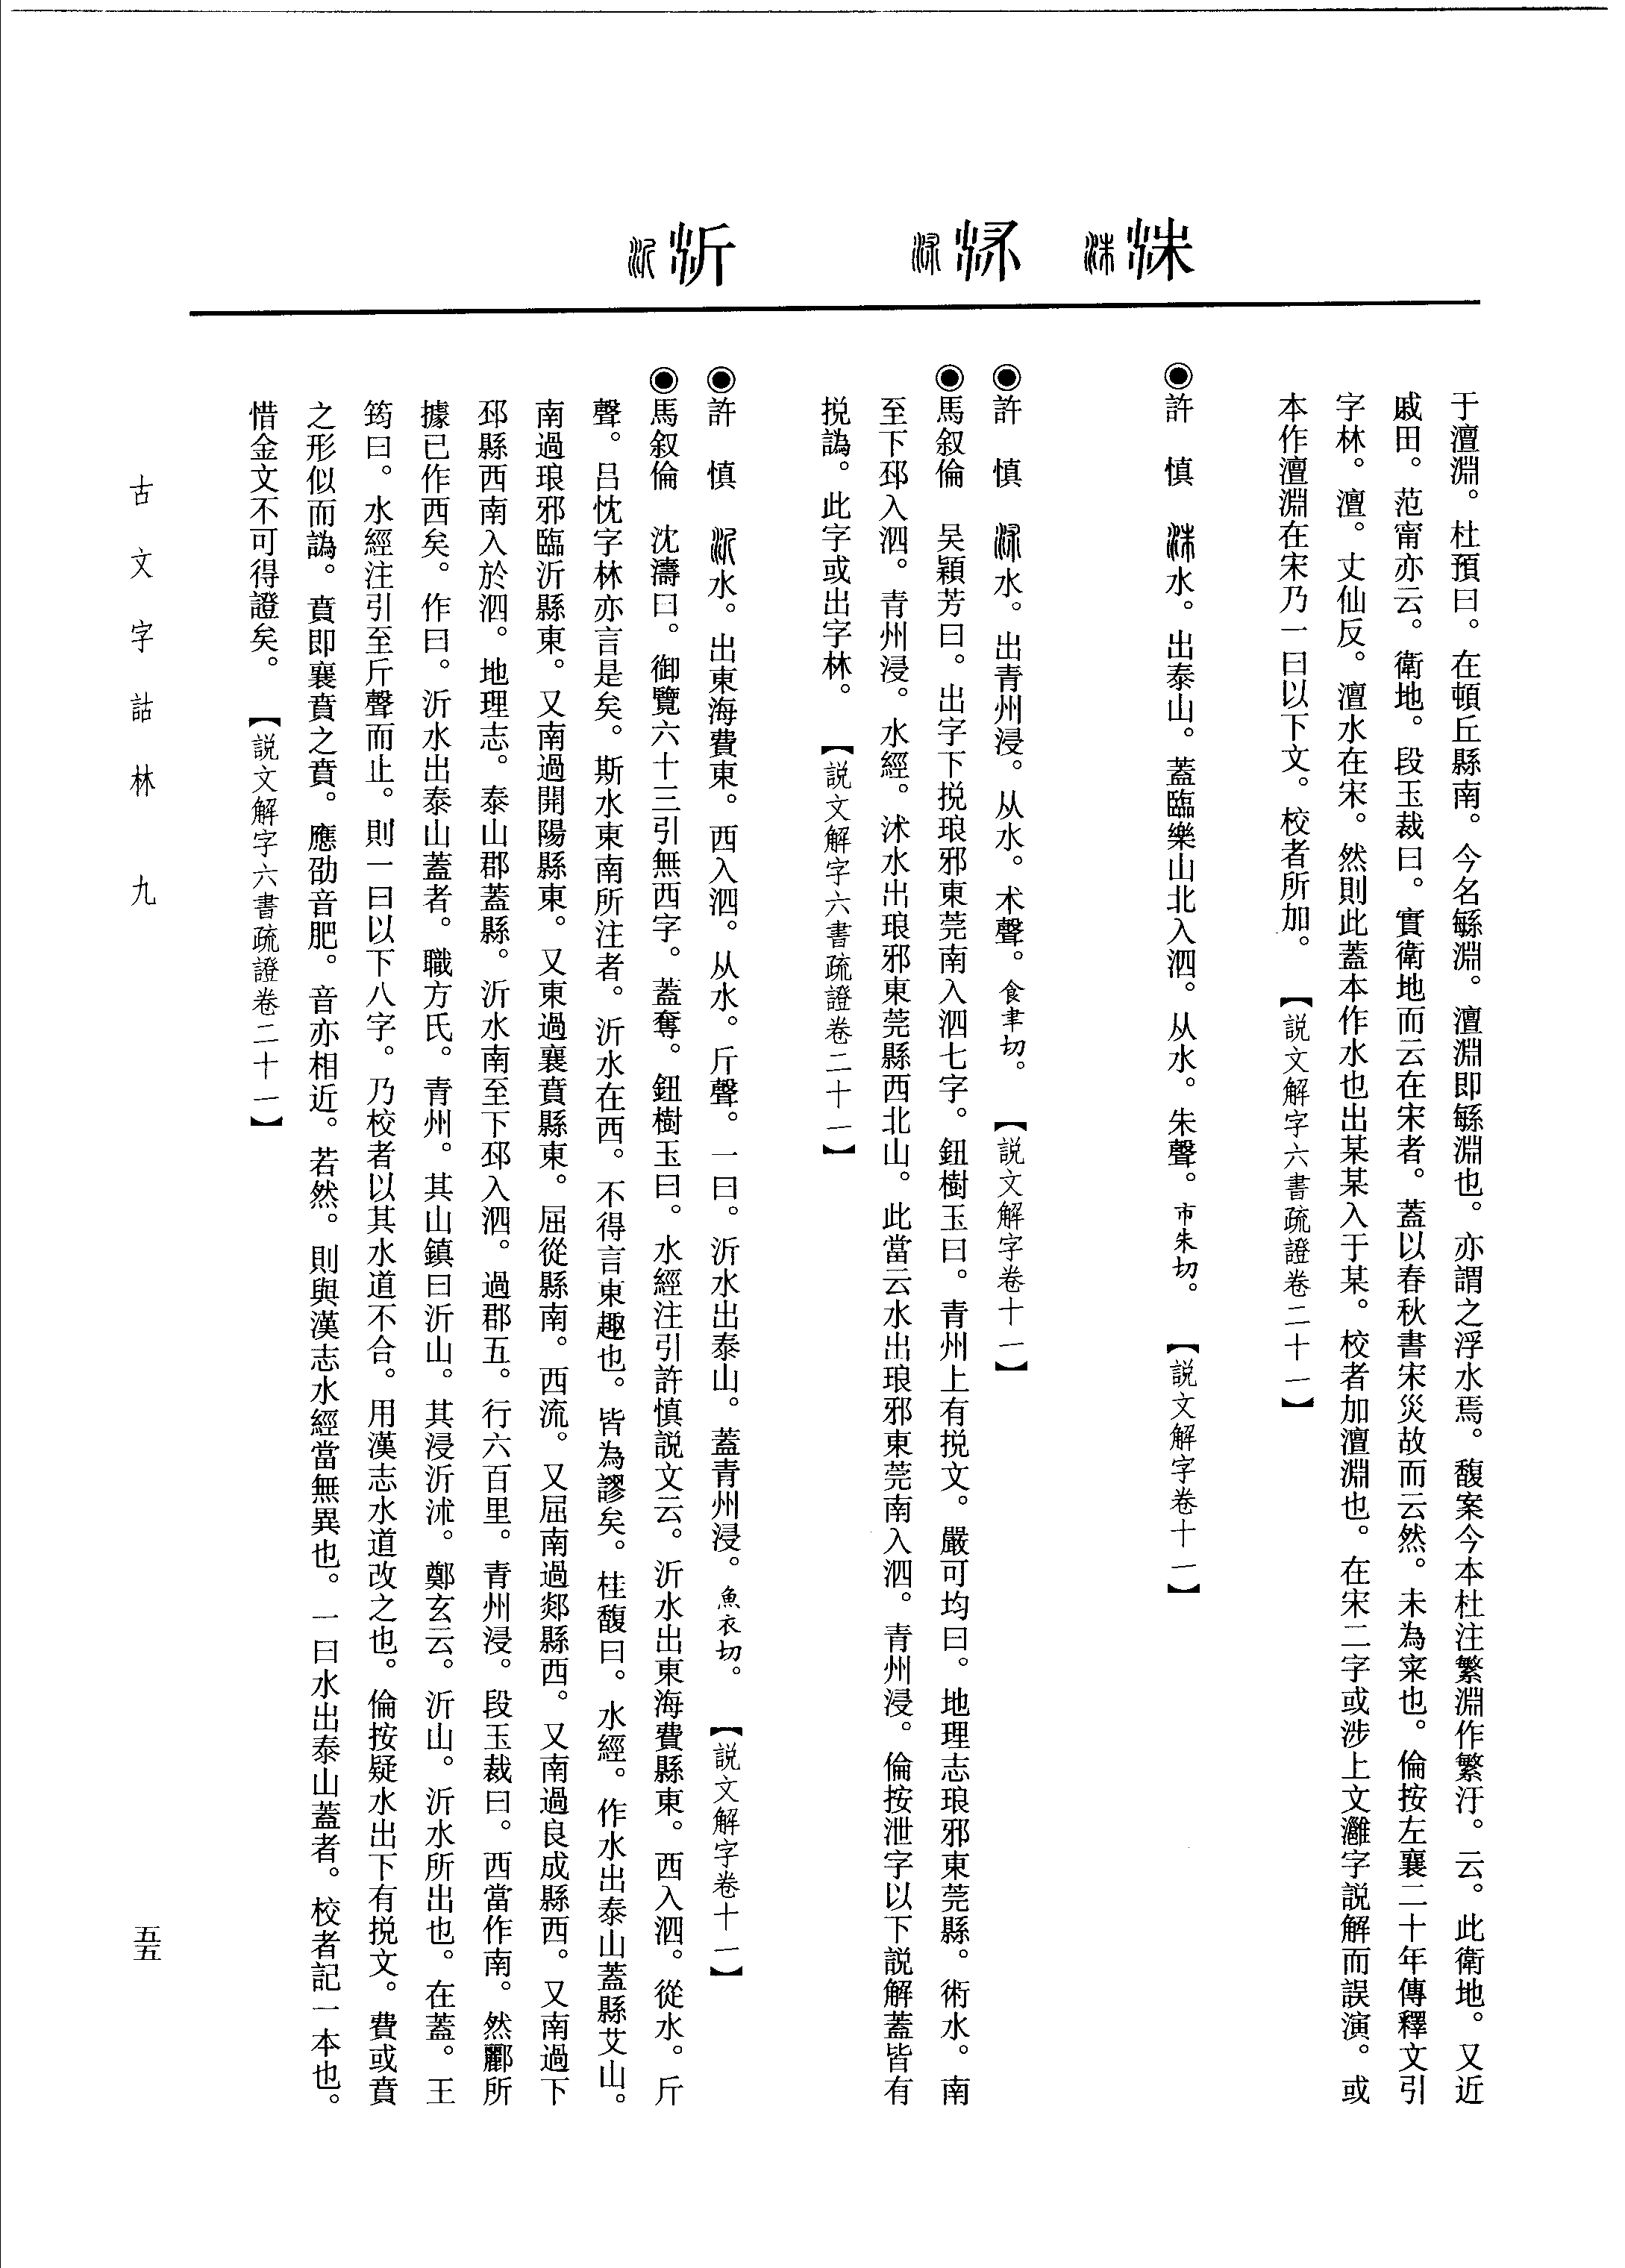 洙 洙
沭 沭
沂 沂
于澶淵。杜預曰。在頓丘縣南。今名繁淵。澶淵即繁淵也。亦謂之浮水焉。馥案今本杜注繁淵作繁汙。云。此衛地。又近
戚田。范甯亦云。衛地。段玉裁曰。實衛地而云在宋者。蓋以春秋書宋災故而云然。未為寀也。倫按左襄二十年傳釋文引
字林。澶。丈仙反。澶水在宋。然則此蓋本作水也出某某入于某。校者加澶淵也。在宋二字或涉上文灉字説解而誤演。或
本作澶淵在宋乃一曰以下文。校者所加。【説文解字六書疏證卷二十一】
◉許　慎　洙水。出泰山。蓋臨樂山北入泗。从水。朱聲。市朱切。【説文解字卷十一】
◉許　慎　沭水。出青州浸。从水。术聲。食聿切。【説文解字卷十一】
◉馬叙倫　吴穎芳曰。出字下捝琅邪東莞南入泗七字。鈕樹玉曰。青州上有捝文。嚴可均曰。地理志琅邪東莞縣。術水。南
至下邳入泗。青州浸。水經。沭水出琅邪東莞縣西北山。此當云水出琅邪東莞南入泗。青州浸。倫按泄字以下説解蓋皆有
捝譌。此字或出字林。【説文解字六書疏證卷二十一】
◉許　慎　沂水。出東海費東。西入泗。从水。斤聲。一曰。沂水出泰山。蓋青州浸。魚衣切。【説文解字卷十一】
◉馬叙倫　沈濤曰。御覽六十三引無西字。蓋奪。鈕樹玉曰。水經注引許慎説文云。沂水出東海費縣東。西入泗。從水。斤
聲。吕忱字林亦言是矣。斯水東南所注者。沂水在西。不得言東趣也。皆為謬矣。桂馥曰。水經。作水出泰山蓋縣艾山。
南過琅邪臨沂縣東。又南過開陽縣東。又東過襄賁縣東。屈從縣南。西流。又屈南過郯縣西。又南過良成縣西。又南過下
邳縣西南入於泗。地理志。泰山郡蓋縣。沂水南至下邳入泗。過郡五。行六百里。青州浸。段玉裁曰。西當作南。然酈所
據已作西矣。作曰。沂水出泰山蓋者。職方氏。青州。其山鎮曰沂山。其浸沂沭。鄭玄云。沂山。沂水所出也。在蓋。王
筠曰。水經注引至斤聲而止。則一曰以下八字。乃校者以其水道不合。用漢志水道改之也。倫按疑水出下有捝文。費或賁
之形似而譌。賁即襄賁之賁。應劭音肥。音亦相近。若然。則與漢志水經當無異也。一曰水出泰山蓋者。校者記一本也。
惜金文不可得證矣。【説文解字六書疏證卷二十一】
古文字詁林　九
五五